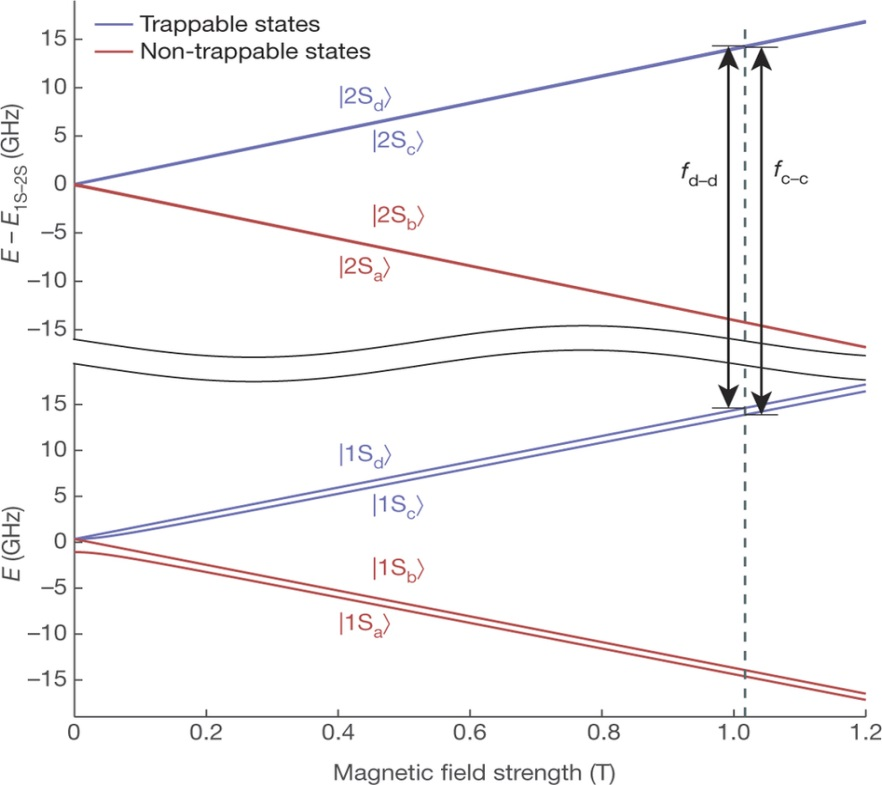 Trappable states
Non-trappable states
E − E1S–2S (GHz)
15
10
5
0
−5
−10
−15
|2Sd⟩
|2Sc⟩
|2Sb⟩
|2Sa⟩
fd–d
fc–c
E (GHz)
15
10
5
0
−5
−10
−15
|1Sd⟩
|1Sc⟩
|1Sb⟩
|1Sa⟩
0 0.2 0.4 0.6 0.8 1.0 1.2
Magnetic field strength (T)